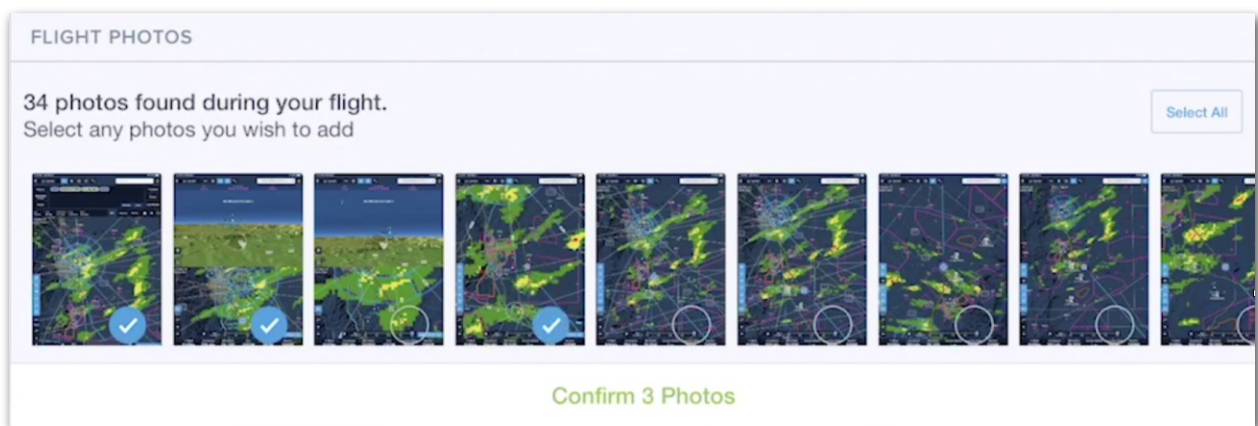 FLIGHT PHOTOS
34 photos found during your flight.
Select any photos you wish to add
Select All
Confirm 3 Photos